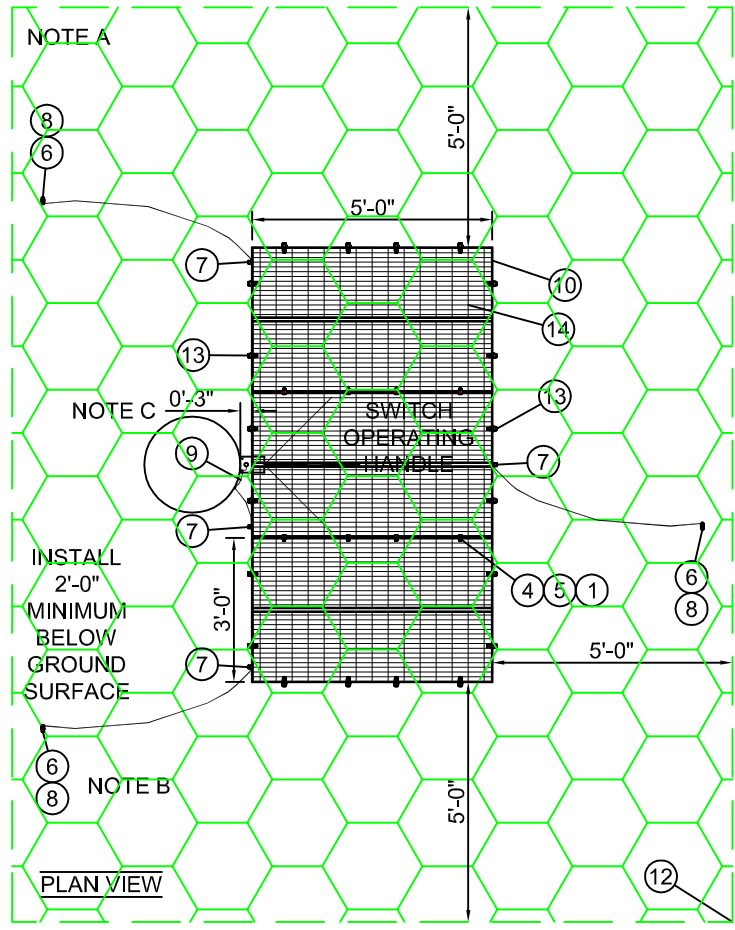 NOTE A
8
6
5'-0"
5'-0"
7
10
14
13
NOTE C
0'-3"
13
SWITCH
OPERATING
HANDLE
9
7
7
INSTALL
2'-0"
MINIMUM
BELOW
GROUND
SURFACE
4
5
1
6
8
3'-0"
7
5'-0"
6
8
NOTE B
5'-0"
PLAN VIEW
12